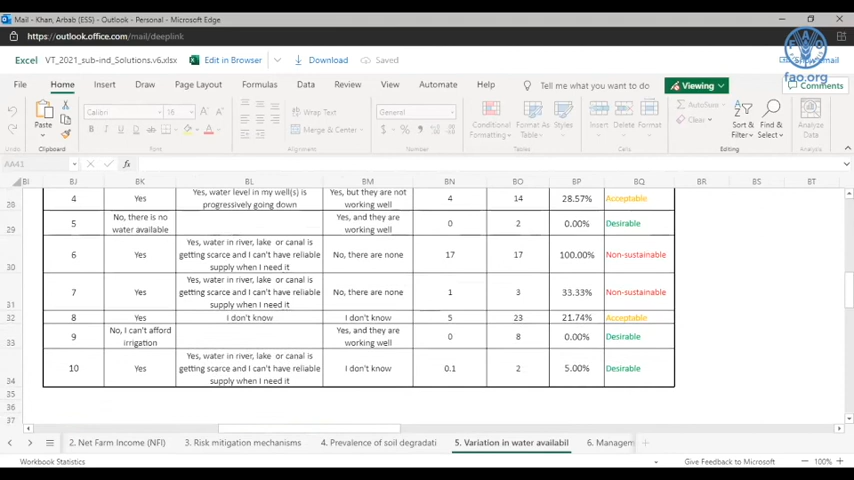 Mail - Khan, Arbab (ESS) - Outlook - Personal - Microsoft Edge
https://outlook.office.com/mail/deeplink
Excel VT_2021_sub-ind_Solutions.v6.xlsx Edit in Browser Download Saved
fao.org
File Home Insert Draw Page Layout Formulas Data Review View Automate Help Tell me what you want to do Viewing Comments
Paste Calibri 16 Wrap Text General Conditional Formatting Format As Table Styles Insert Delete Format AutoSum Sort & Filter Find & Select Analyze Data
B Merge & Center Clear
Clipboard Font Alignment Number Tables Cells Editing Analysis
AA41 fx
BI BJ BK BL BM BN BO BP BQ BR BS BT
28 4 Yes Yes, water level in my well(s) is progressively going down Yes, but they are not working well 4 14 28.57% Acceptable
29 5 No, there is no water available Yes, and they are working well 0 2 0.00% Desirable
30 6 Yes Yes, water in river, lake or canal is getting scarce and I can't have reliable supply when I need it No, there are none 17 17 100.00% Non-sustainable
31 7 Yes Yes, water in river, lake or canal is getting scarce and I can't have reliable supply when I need it No, there are none 1 3 33.33% Non-sustainable
32 8 Yes I don't know I don't know 5 23 21.74% Acceptable
33 9 No, I can't afford irrigation Yes, and they are working well 0 8 0.00% Desirable
34 10 Yes Yes, water in river, lake or canal is getting scarce and I can't have reliable supply when I need it I don't know 0.1 2 5.00% Desirable
35
36
37
2. Net Farm Income (NFI) 3. Risk mitigation mechanisms 4. Prevalence of soil degradati 5. Variation in water availabil 6. Managem
Workbook Statistics Give Feedback to Microsoft 100%